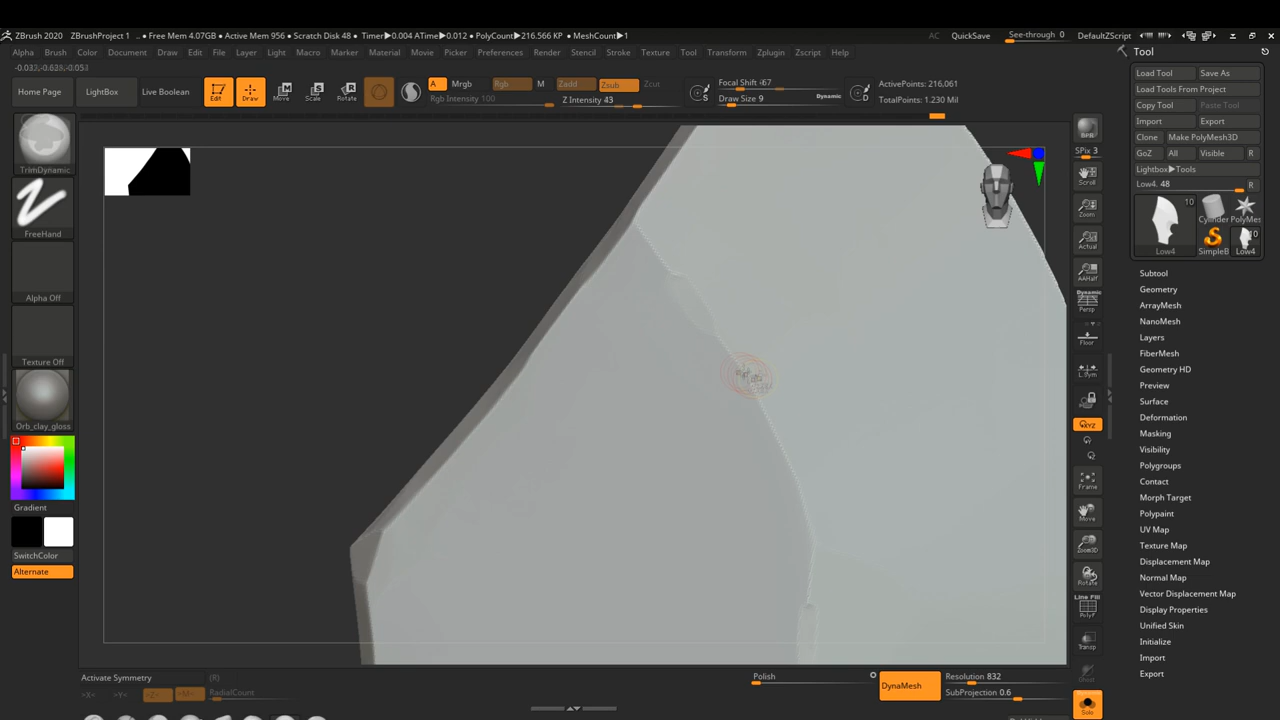 ZBrush 2020 ZBrushProject 1 .. • Free Mem 4.07GB • Active Mem 956 • Scratch Disk 48 • Timer▶0.004 ATime▶0.012 • PolyCount▶216.566 KP • MeshCount▶1 AC QuickSave See-through 0 DefaultZScript
Alpha Brush Color Document Draw Edit File Layer Light Macro Marker Material Movie Picker Preferences Render Stencil Stroke Texture Tool Transform Zplugin Zscript Help
Tool
Load Tool Save As
Load Tools From Project
Copy Tool Paste Tool
Import Export
Clone Make PolyMesh3D
GoZ All Visible R
Lightbox▶Tools
Low4. 48 R
10
Cylinder PolyMes
10
Low4 SimpleB Low4
Home Page LightBox Live Boolean Edit Draw Move Scale Rotate
A Mrgb Rgb M Zadd Zsub Zcut
Rgb Intensity 100 Z Intensity 43
S Focal Shift -67
Draw Size 9 Dynamic
D ActivePoints: 216,061
TotalPoints: 1.230 Mil
TrimDynamic
FreeHand
Alpha Off
Texture Off
Orb_clay_gloss
Gradient
SwitchColor
Alternate
BPR
SPix 3
Scroll
Zoom
Actual
AAHalf
Dynamic
Persp
Floor
L.Sym
XYZ
Frame
Move
Zoom3D
Rotate
Line Fill
PolyF
Transp
Ghost
Solo
Subtool
Geometry
ArrayMesh
NanoMesh
Layers
FiberMesh
Geometry HD
Preview
Surface
Deformation
Masking
Visibility
Polygroups
Contact
Morph Target
Polypaint
UV Map
Texture Map
Displacement Map
Normal Map
Vector Displacement Map
Display Properties
Unified Skin
Initialize
Import
Export
Activate Symmetry (R)
>X< >Y< >Z< >M< RadialCount
Polish
DynaMesh
Resolution 832
SubProjection 0.6